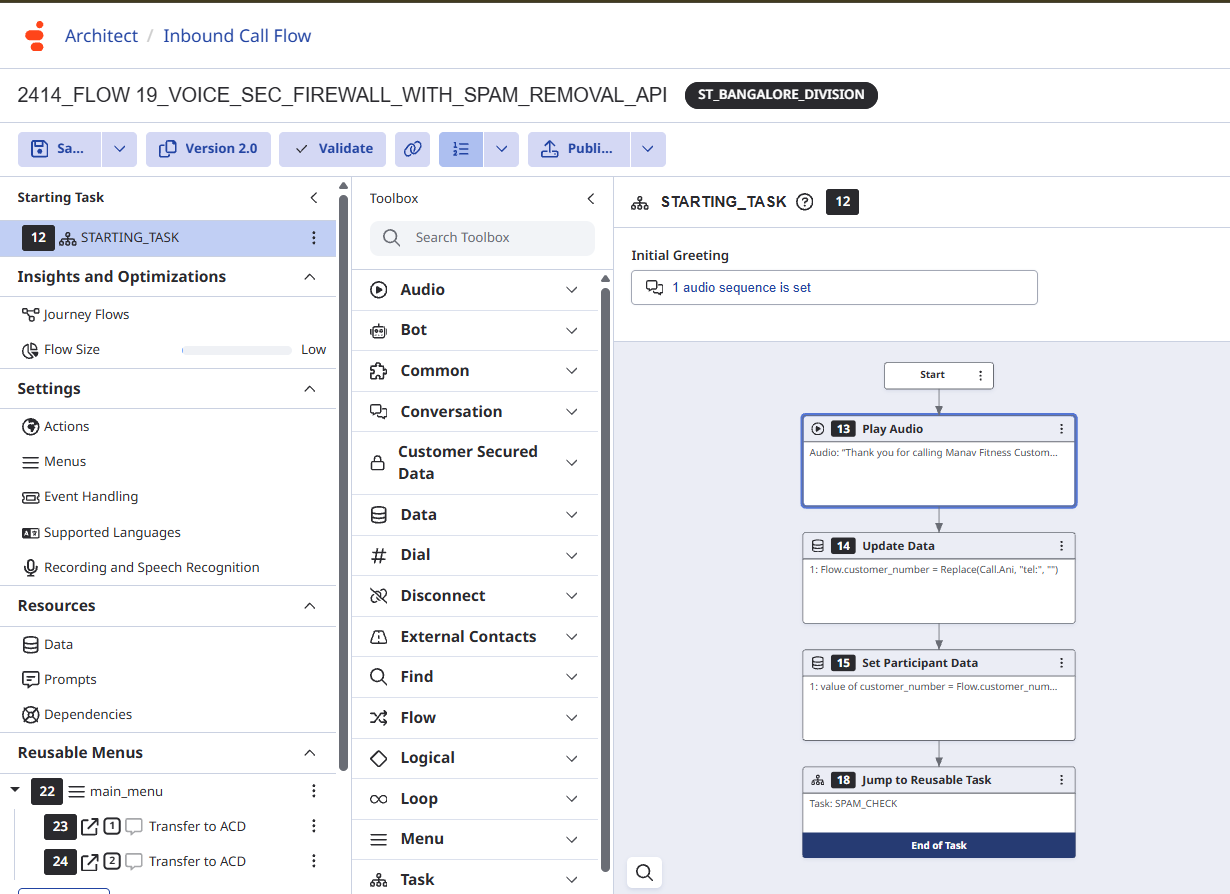 Architect / Inbound Call Flow
2414_FLOW 19_VOICE_SEC_FIREWALL_WITH_SPAM_REMOVAL_API ST_BANGALORE_DIVISION
Sa... Version 2.0 Validate Publi...
Starting Task
12 STARTING_TASK
Insights and Optimizations
Journey Flows
Flow Size Low
Settings
Actions
Menus
Event Handling
Supported Languages
Recording and Speech Recognition
Resources
Data
Prompts
Dependencies
Reusable Menus
22 main_menu
23 1 Transfer to ACD
24 2 Transfer to ACD
Toolbox
Search Toolbox
Audio
Bot
Common
Conversation
Customer Secured
Data
Data
Dial
Disconnect
External Contacts
Find
Flow
Logical
Loop
Menu
Task
STARTING_TASK ? 12
Initial Greeting
1 audio sequence is set
Start
13 Play Audio
Audio: "Thank you for calling Manav Fitness Custom...
14 Update Data
1: Flow.customer_number = Replace(Call.Ani, "tel:", "")
15 Set Participant Data
1: value of customer_number = Flow.customer_num...
18 Jump to Reusable Task
Task: SPAM_CHECK
End of Task